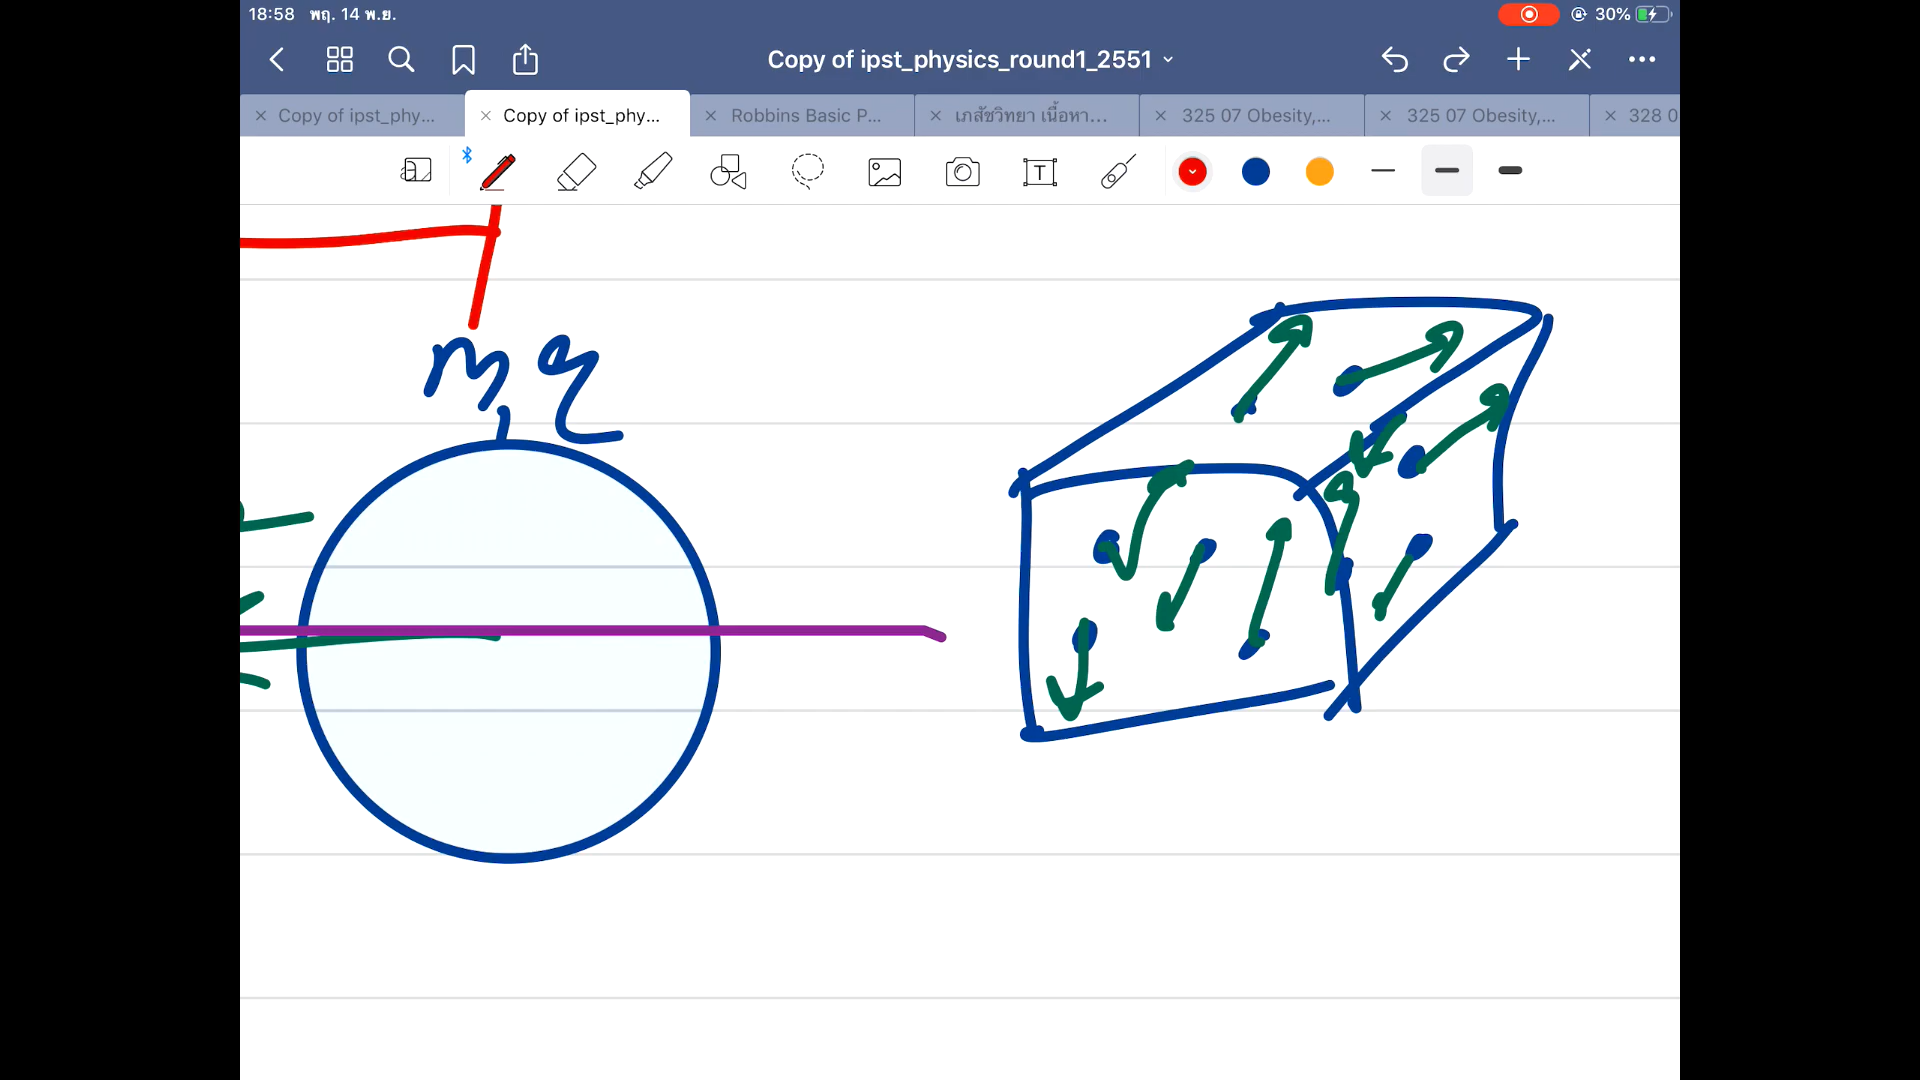 18:58 พฤ. 14 พ.ย.
30%
Copy of ipst_physics_round1_2551
Copy of ipst_phy...
Copy of ipst_phy...
Robbins Basic P...
เภสัชวิทยา เนื้อหา...
325 07 Obesity,...
325 07 Obesity,...
328 0
m, q